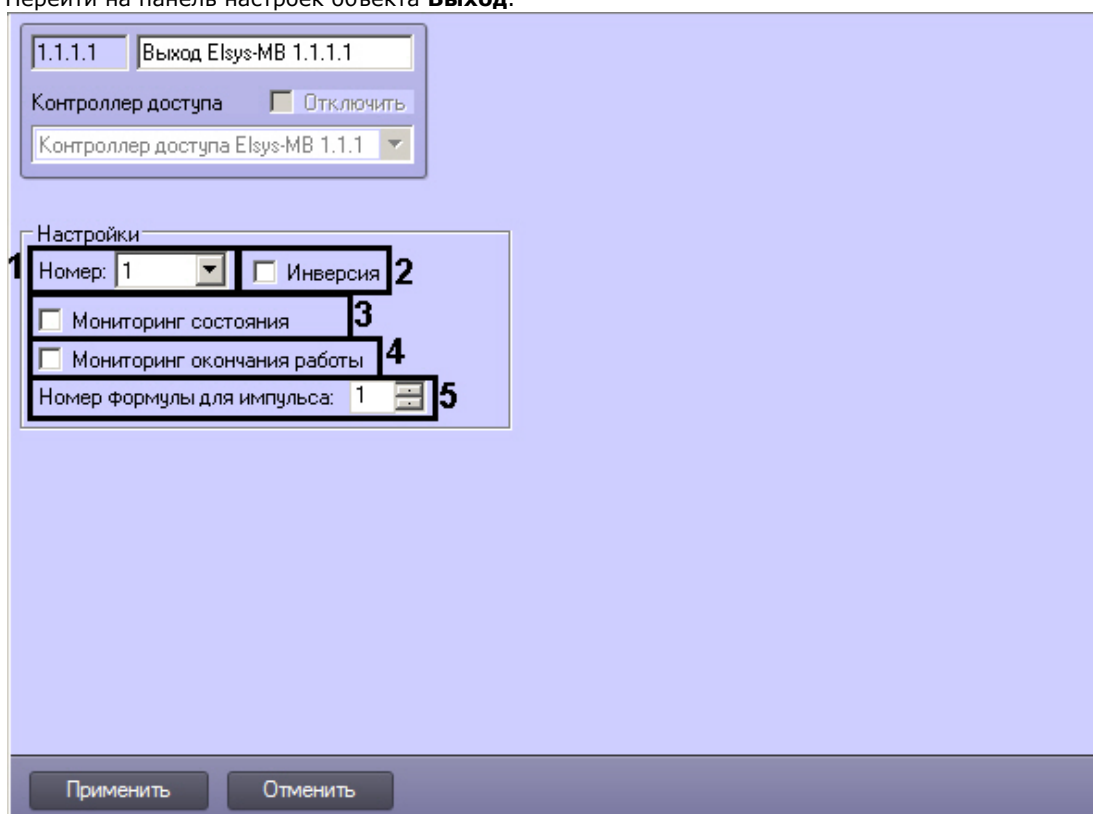 Перейти на панель настроек объекта Выход.
1.1.1.1 Выход Elsys-MB 1.1.1.1
Контроллер доступа Отключить
Контроллер доступа Elsys-MB 1.1.1
Настройки
1 Номер: 1 Инверсия 2
Мониторинг состояния 3
Мониторинг окончания работы 4
Номер формулы для импульса: 1 5
Применить Отменить